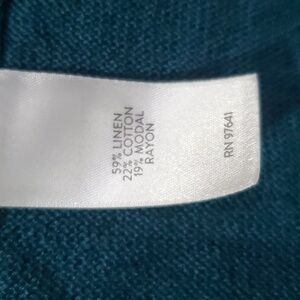 59% LINEN
22% COTTON
19% MODAL
RAYON
RN 97641